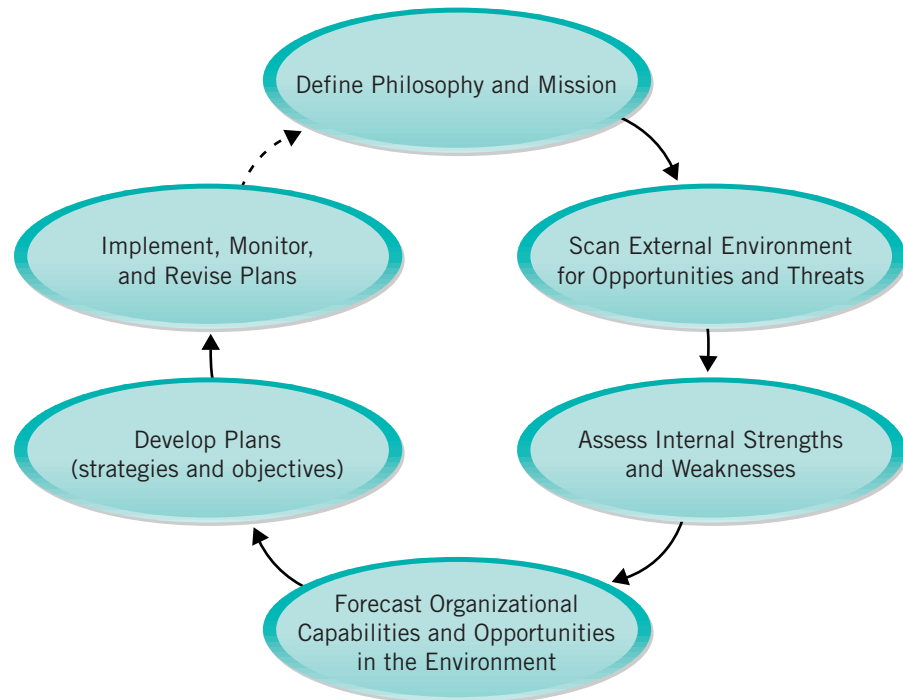 Define Philosophy and Mission
Scan External Environment
for Opportunities and Threats
Assess Internal Strengths
and Weaknesses
Forecast Organizational
Capabilities and Opportunities
in the Environment
Develop Plans
(strategies and objectives)
Implement, Monitor,
and Revise Plans